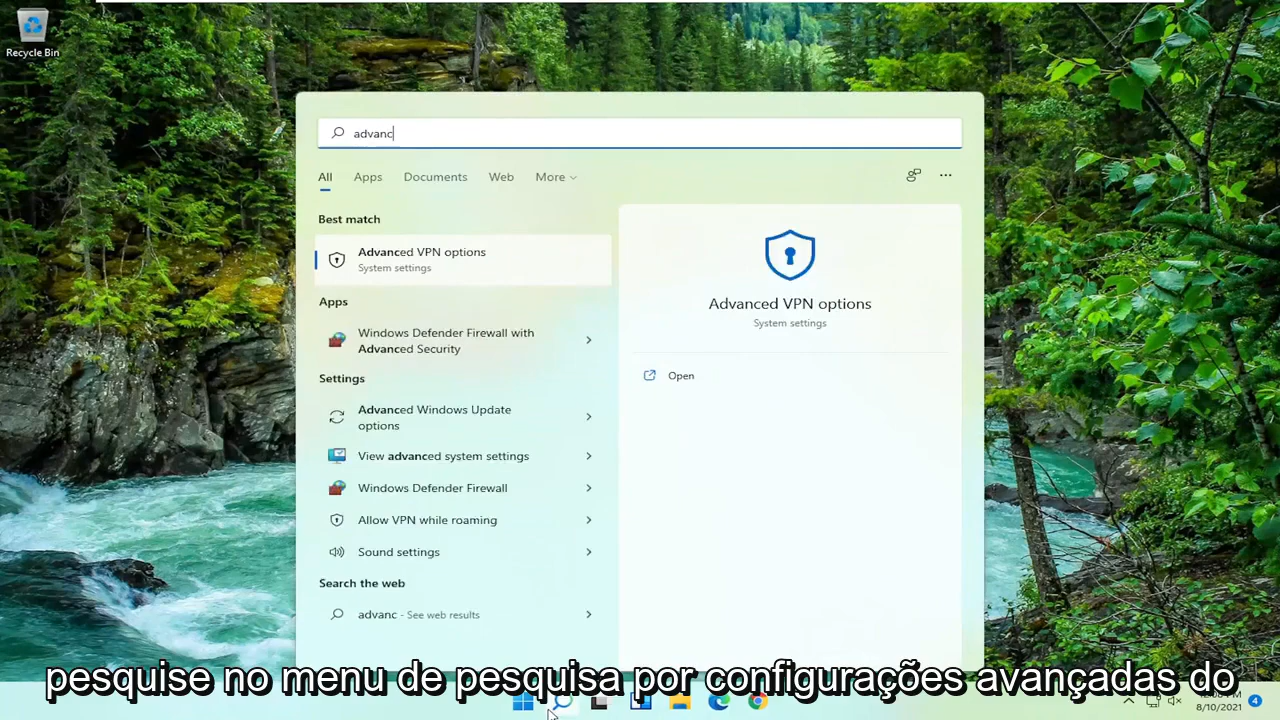 Recycle Bin
advanc
All Apps Documents Web More
Best match
Advanced VPN options
System settings
Apps
Windows Defender Firewall with
Advanced Security
Settings
Advanced Windows Update
options
View advanced system settings
Windows Defender Firewall
Allow VPN while roaming
Sound settings
Search the web
advanc - See web results
Advanced VPN options
System settings
Open
pesquise no menu de pesquisa por configurações avançadas do
8/10/2021
4